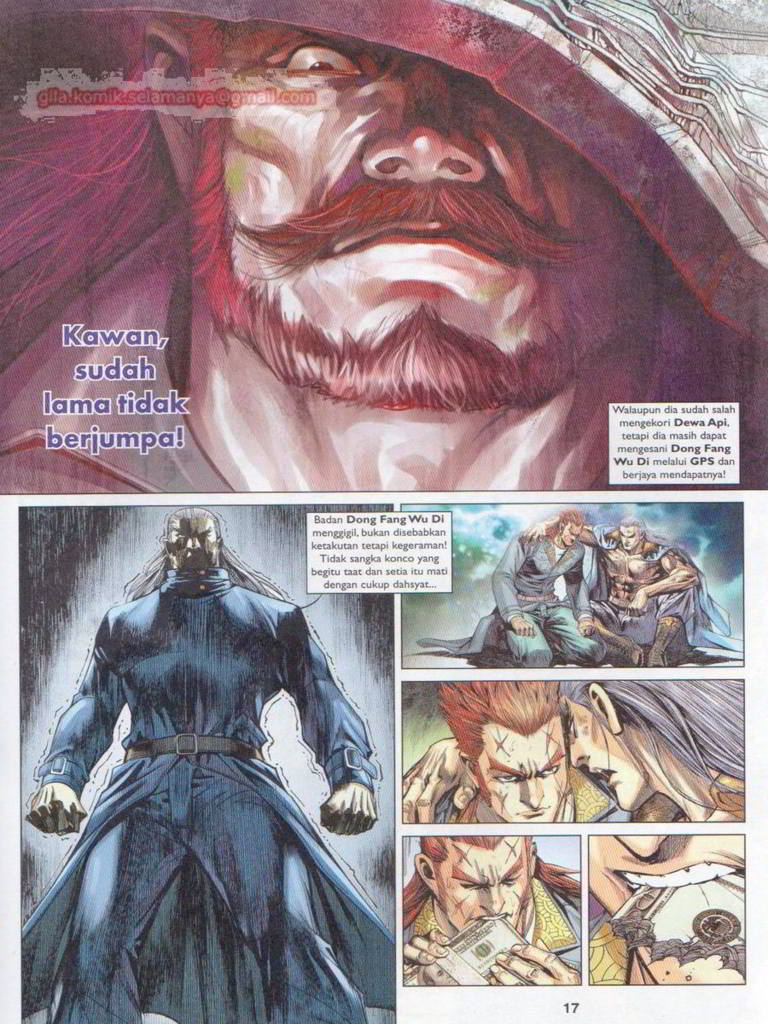 gila.komik.selamanya@gmail.com
Kawan,
sudah
lama tidak
berjumpa!
Walaupun dia sudah salah
mengekori Dewa Api,
tetapi dia masih dapat
mengesani Dong Fang
Wu Di melalui GPS dan
berjaya mendapatnya!
Badan Dong Fang Wu Di
menggigil, bukan disebabkan
ketakutan tetapi kegeraman!
Tidak sangka konco yang
begitu taat dan setia itu mati
dengan cukup dahsyat...
17